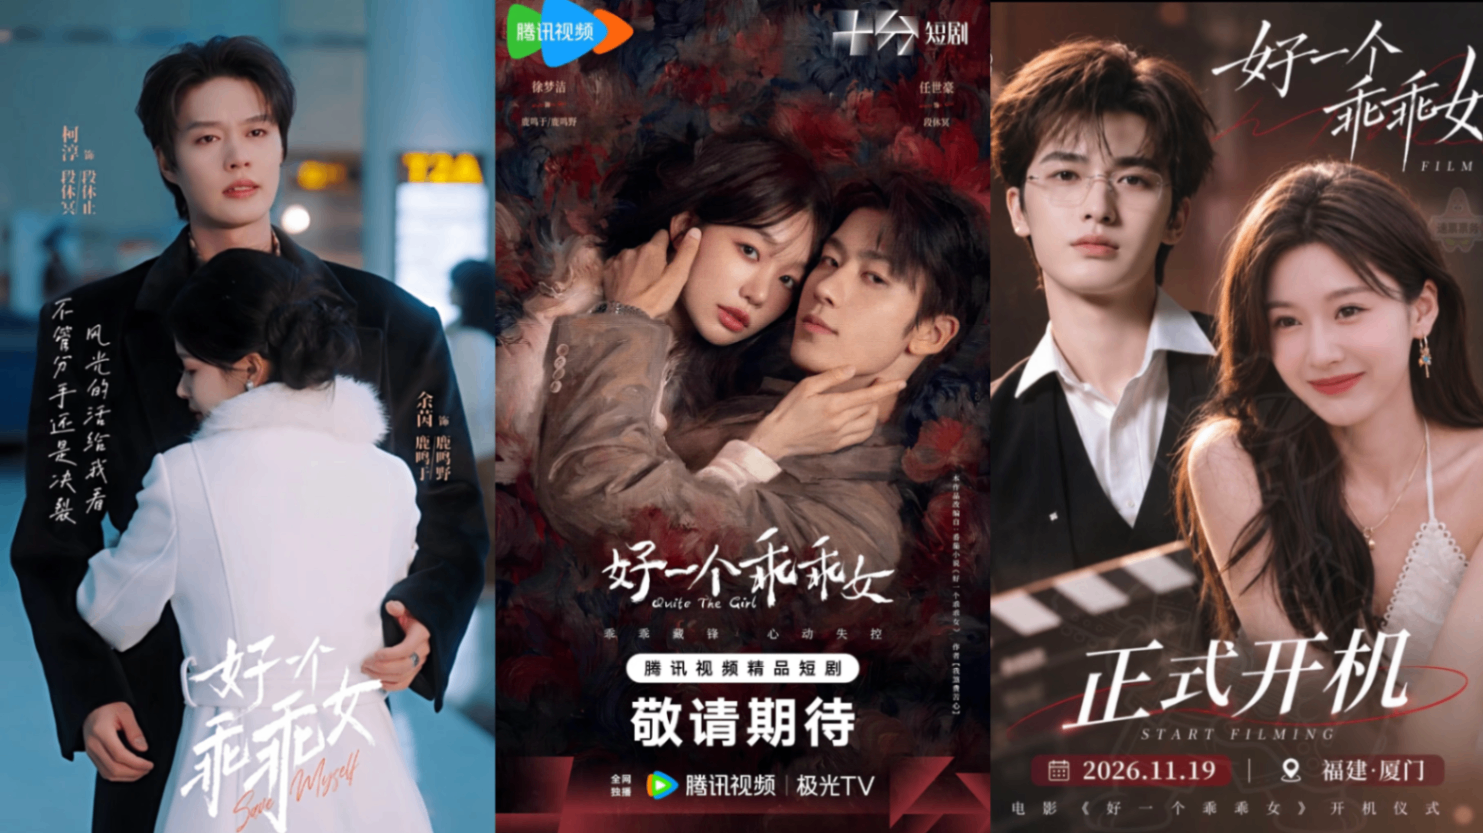 柯淳 饰 段休冥 段休止
风光的活给我看
不管分手还是决裂
余茵 饰 鹿鸣于 鹿鸣野
好一个
乖乖女
Save Myself
腾讯视频
十分短剧
徐梦洁
饰
鹿鸣于/鹿鸣野
任世豪
饰
段休冥
好一个乖乖女
Quite The Girl
乖乖藏锋 心动失控
腾讯视频精品短剧
敬请期待
全网独播 腾讯视频 | 极光TV
好一个
乖乖女
FILM
正式开机
START FILMING
2026.11.19 | 福建·厦门
电影《好一个乖乖女》开机仪式